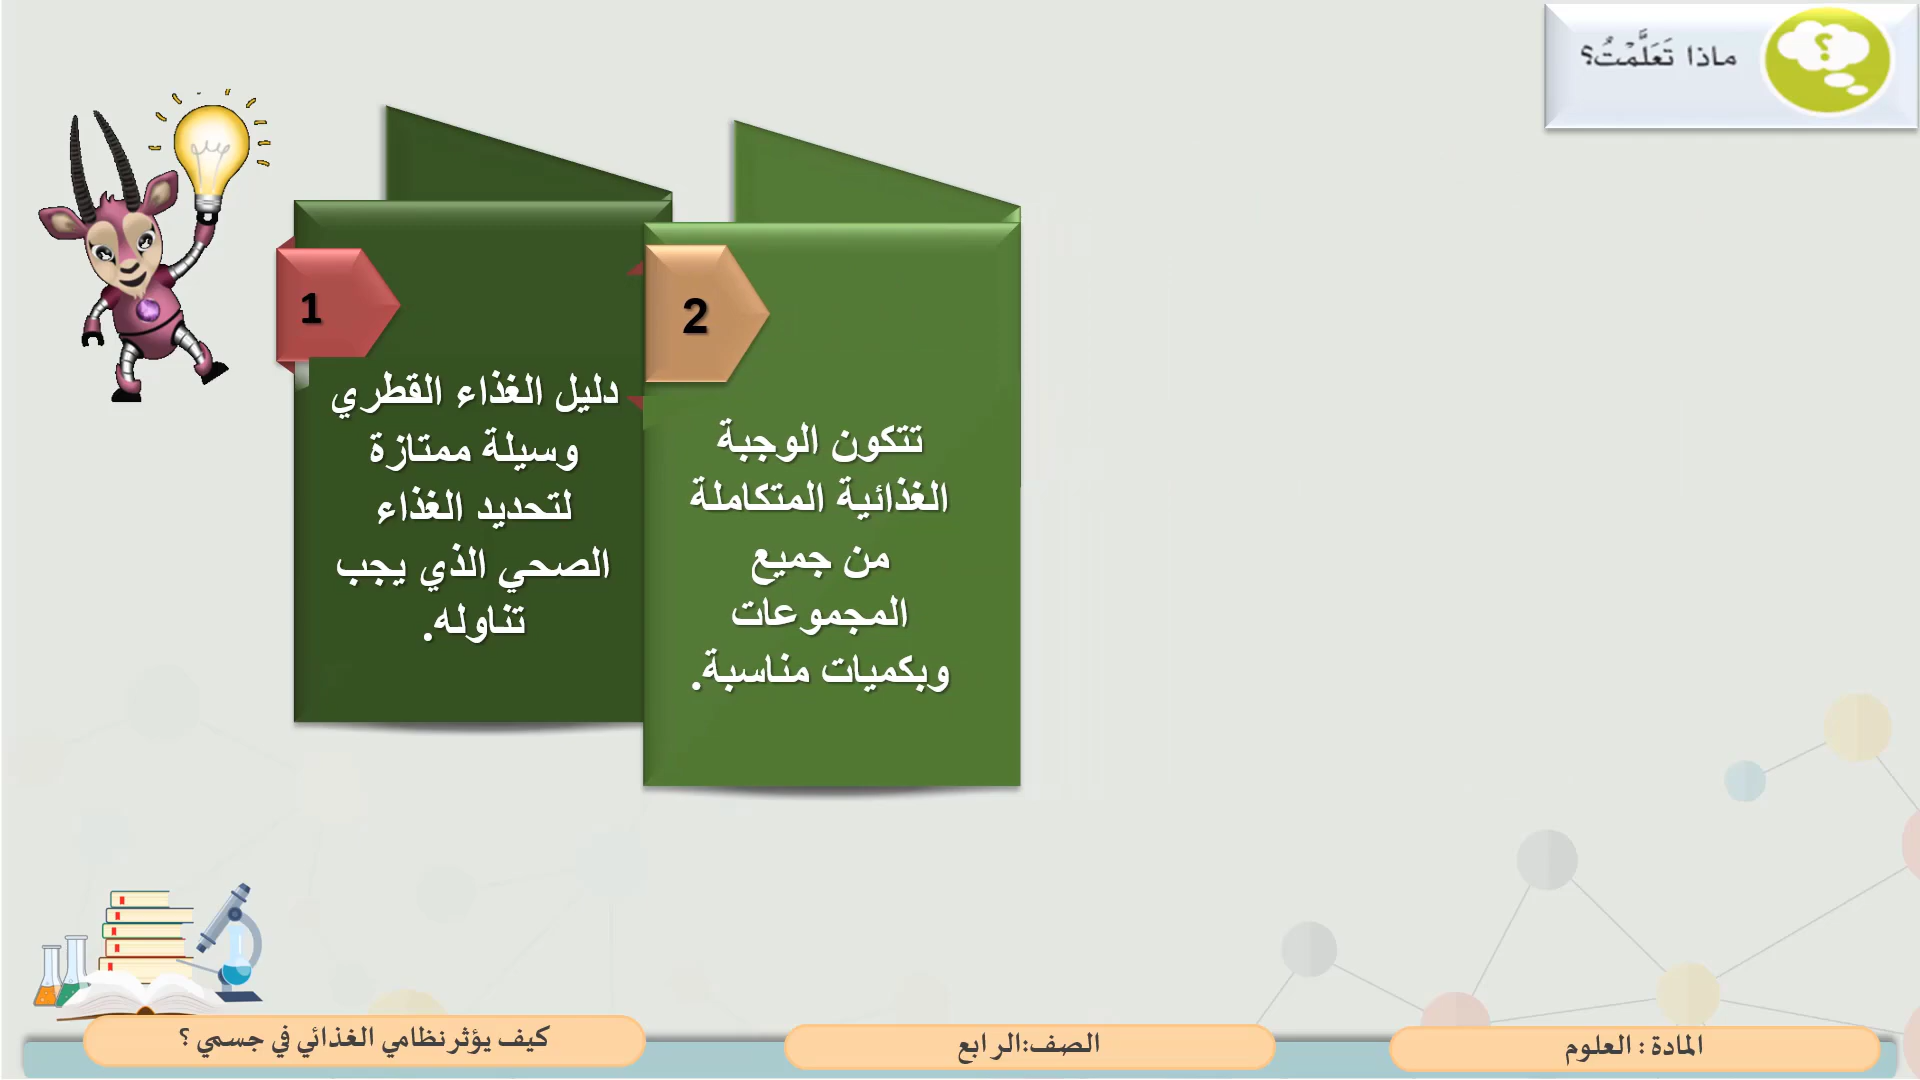 ماذا تَعَلَّمْتُ؟
1
دليل الغذاء القطري
وسيلة ممتازة
لتحديد الغذاء
الصحي الذي يجب
تناوله.
2
تتكون الوجبة
الغذائية المتكاملة
من جميع
المجموعات
وبكميات مناسبة.
المادة : العلوم
الصف:الرابع
كيف يؤثرنظامي الغذائي في جسمي ؟